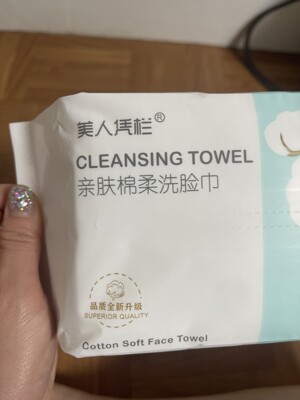 美人凭栏®
CLEANSING TOWEL
亲肤棉柔洗脸巾
品质全新升级
SUPERIOR QUALITY
Cotton Soft Face Towel